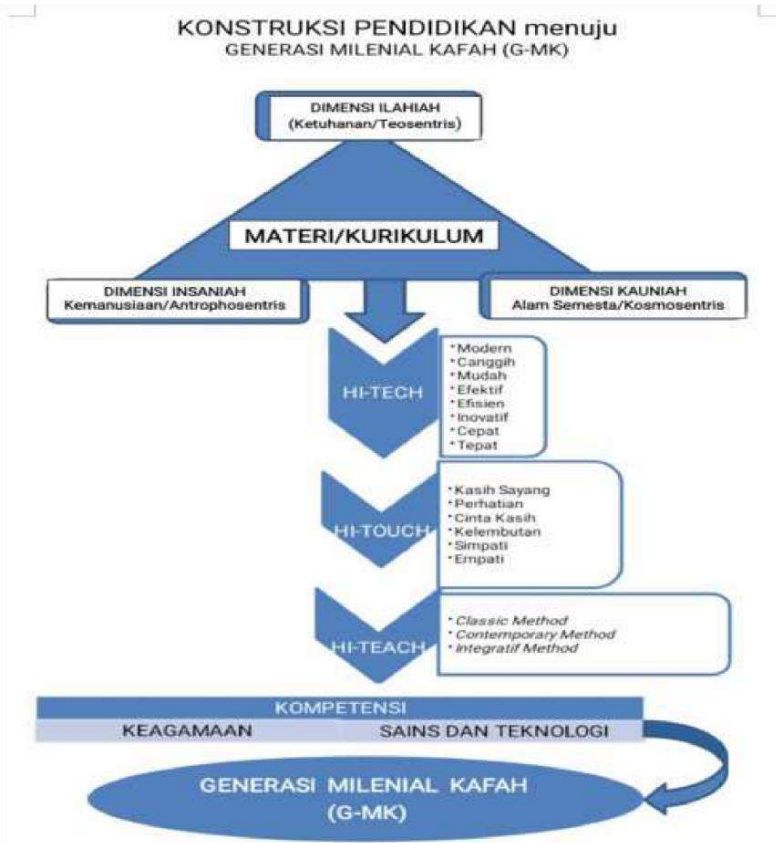 KONSTRUKSI PENDIDIKAN menuju
GENERASI MILENIAL KAFAH (G-MK)
DIMENSI ILAHIAH
(Ketuhanan/Teosentris)
MATERI/KURIKULUM
DIMENSI INSANIAH
Kemanusiaan/Antrophosentris
DIMENSI KAUNIAH
Alam Semesta/Kosmosentris
HI-TECH
• Modern
• Canggih
• Mudah
• Efektif
• Efisien
• Inovatif
• Cepat
• Tepat
HI-TOUCH
• Kasih Sayang
• Perhatian
• Cinta Kasih
• Kelembutan
• Simpati
• Empati
HI-TEACH
• Classic Method
• Contemporary Method
• Integratif Method
KOMPETENSI
KEAGAMAAN
SAINS DAN TEKNOLOGI
GENERASI MILENIAL KAFAH
(G-MK)